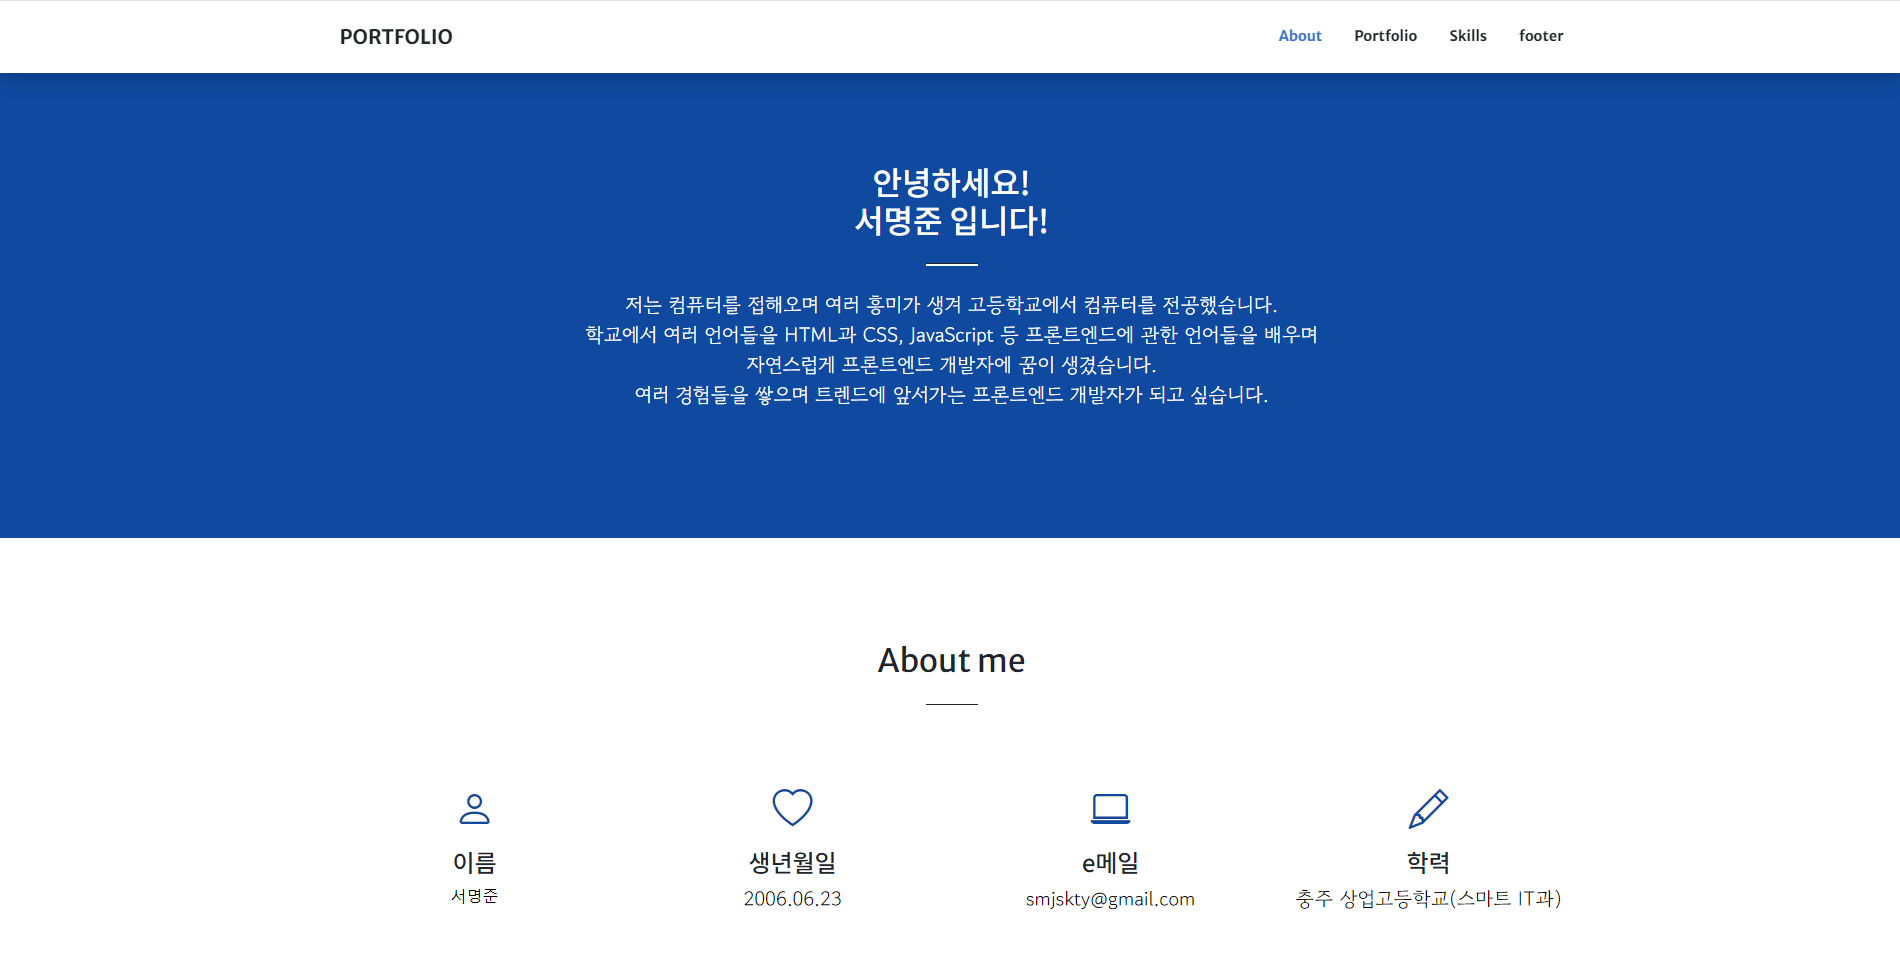 PORTFOLIO
About Portfolio Skills footer
안녕하세요!
서명준 입니다!
저는 컴퓨터를 접해오며 여러 흥미가 생겨 고등학교에서 컴퓨터를 전공했습니다.
학교에서 여러 언어들을 HTML과 CSS, JavaScript 등 프론트엔드에 관한 언어들을 배우며
자연스럽게 프론트엔드 개발자에 꿈이 생겼습니다.
여러 경험들을 쌓으며 트렌드에 앞서가는 프론트엔드 개발자가 되고 싶습니다.
About me
이름
서명준
생년월일
2006.06.23
e메일
smjskty@gmail.com
학력
충주 상업고등학교(스마트 IT과)